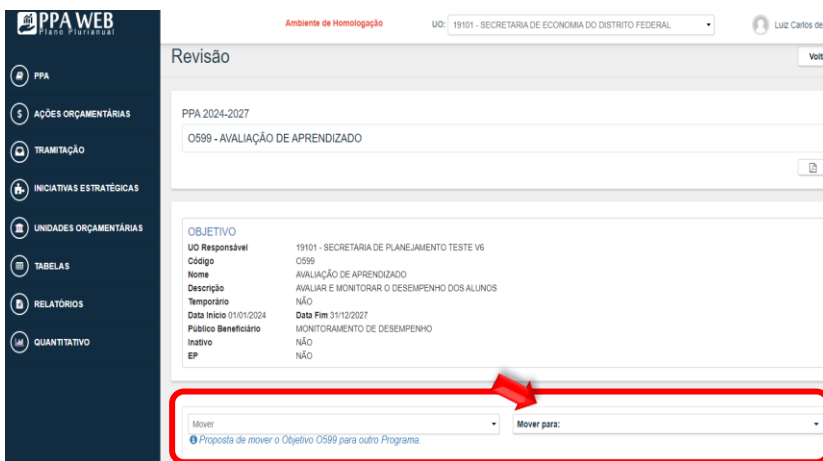 PPA WEB
Plano Plurianual
Ambiente de Homologação
UO: 19101 - SECRETARIA DE ECONOMIA DO DISTRITO FEDERAL
Luiz Carlos de
Revisão
Volt
PPA
AÇÕES ORÇAMENTÁRIAS
TRAMITAÇÃO
INICIATIVAS ESTRATÉGICAS
UNIDADES ORÇAMENTÁRIAS
TABELAS
RELATÓRIOS
QUANTITATIVO
PPA 2024-2027
O599 - AVALIAÇÃO DE APRENDIZADO
OBJETIVO
UO Responsável 19101 - SECRETARIA DE PLANEJAMENTO TESTE V6
Código O599
Nome AVALIAÇÃO DE APRENDIZADO
Descrição AVALIAR E MONITORAR O DESEMPENHO DOS ALUNOS
Temporário NÃO
Data Início 01/01/2024 Data Fim 31/12/2027
Público Beneficiário MONITORAMENTO DE DESEMPENHO
Inativo NÃO
EP NÃO
Mover Mover para:
Proposta de mover o Objetivo O599 para outro Programa.